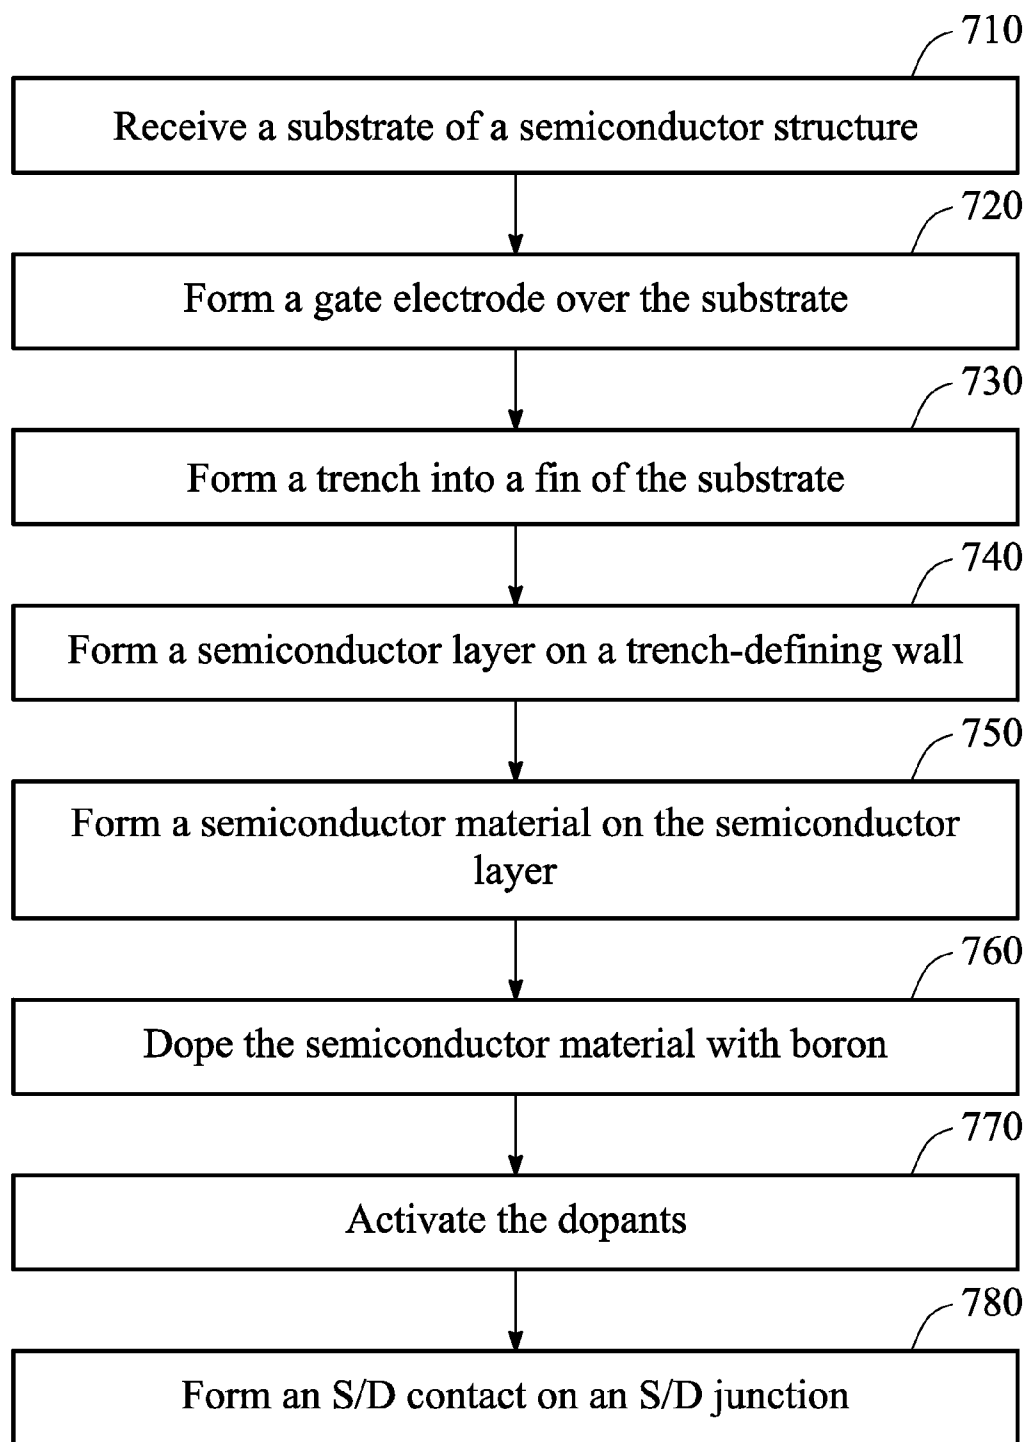 710
Receive a substrate of a semiconductor structure
720
Form a gate electrode over the substrate
730
Form a trench into a fin of the substrate
740
Form a semiconductor layer on a trench-defining wall
750
Form a semiconductor material on the semiconductor
layer
760
Dope the semiconductor material with boron
770
Activate the dopants
780
Form an S/D contact on an S/D junction